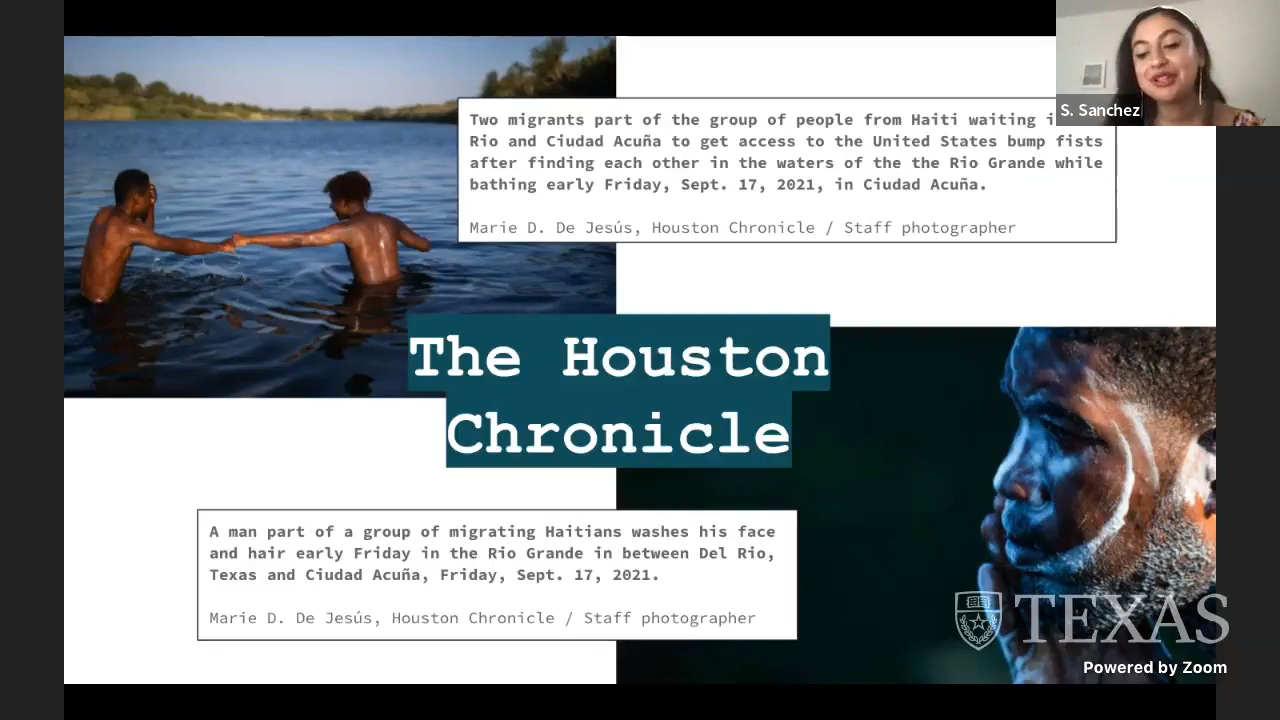 S. Sanchez
Two migrants part of the group of people from Haiti waiting
Rio and Ciudad Acuña to get access to the United States bump fists
after finding each other in the waters of the the Rio Grande while
bathing early Friday, Sept. 17, 2021, in Ciudad Acuña.
Marie D. De Jesús, Houston Chronicle / Staff photographer
The Houston
Chronicle
A man part of a group of migrating Haitians washes his face
and hair early Friday in the Rio Grande in between Del Rio,
Texas and Ciudad Acuña, Friday, Sept. 17, 2021.
Marie D. De Jesús, Houston Chronicle / Staff photographer
TEXAS
Powered by Zoom